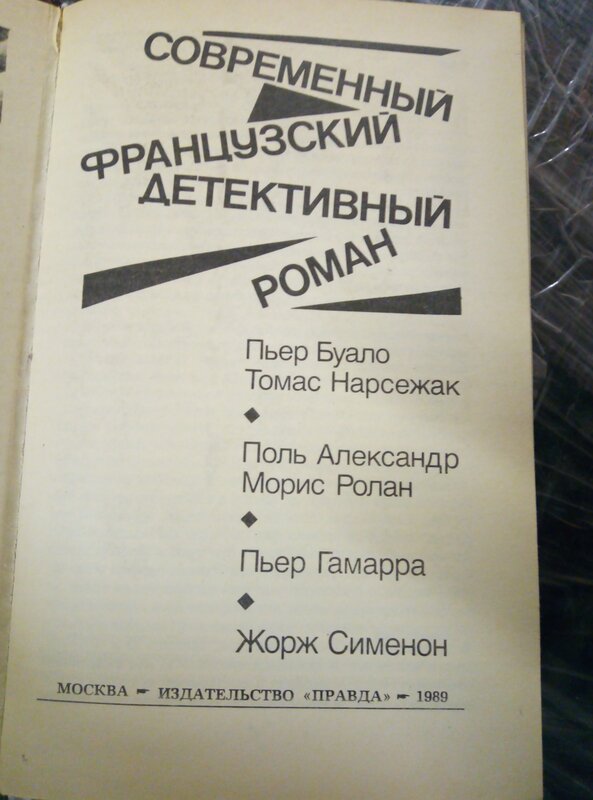 СОВРЕМЕННЫЙ
ФРАНЦУЗСКИЙ
ДЕТЕКТИВНЫЙ
РОМАН
Пьер Буало
Томас Нарсежак
Поль Александр
Морис Ролан
Пьер Гамарра
Жорж Сименон
МОСКВА ☛ ИЗДАТЕЛЬСТВО «ПРАВДА» ☛ 1989